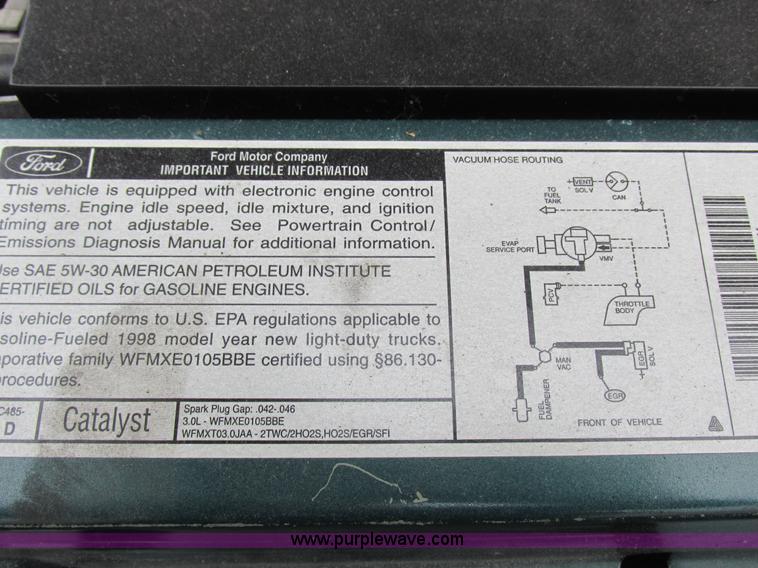 Ford
Ford Motor Company
IMPORTANT VEHICLE INFORMATION
This vehicle is equipped with electronic engine control
systems. Engine idle speed, idle mixture, and ignition
timing are not adjustable. See Powertrain Control/
Emissions Diagnosis Manual for additional information.
Use SAE 5W-30 AMERICAN PETROLEUM INSTITUTE
CERTIFIED OILS for GASOLINE ENGINES.
is vehicle conforms to U.S. EPA regulations applicable to
asoline-Fueled 1998 model year new light-duty trucks.
aporative family WFMXE0105BBE certified using §86.130-
procedures.
C485-
D
Catalyst
Spark Plug Gap: .042-.046
3.0L - WFMXE0105BBE
WFMXT03.0JAA - 2TWC/2HO2S,HO2S/EGR/SFI
VACUUM HOSE ROUTING
VENT
SOL V
CAN
TO
FUEL
TANK
EVAP
SERVICE PORT
VMV
PCV
THROTTLE
BODY
MAN
VAC
EGR
SOL V
FUEL
DAMPENER
EGR
FRONT OF VEHICLE
www.purplewave.com